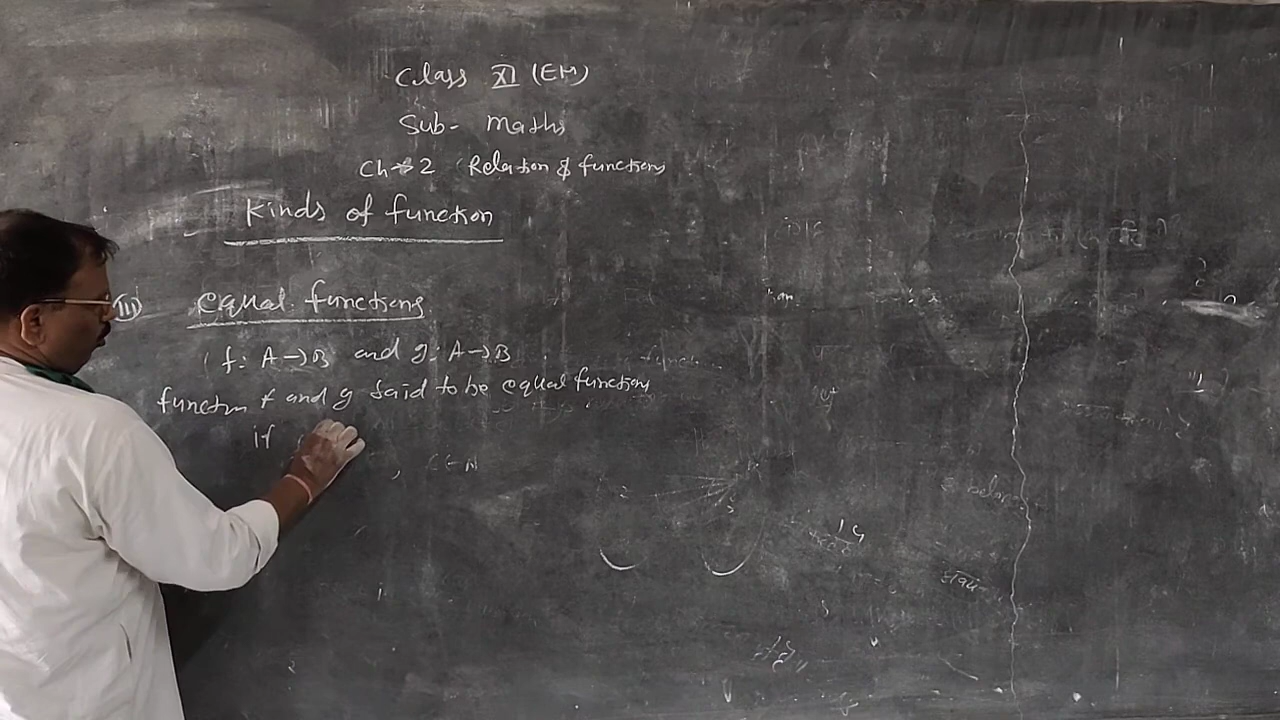 Class XI (EM)
Sub- Maths
Ch→2 Relation & functions
Kinds of function
(III) equal functions
f: A→B and g: A→B
function f and g said to be equal functions
if